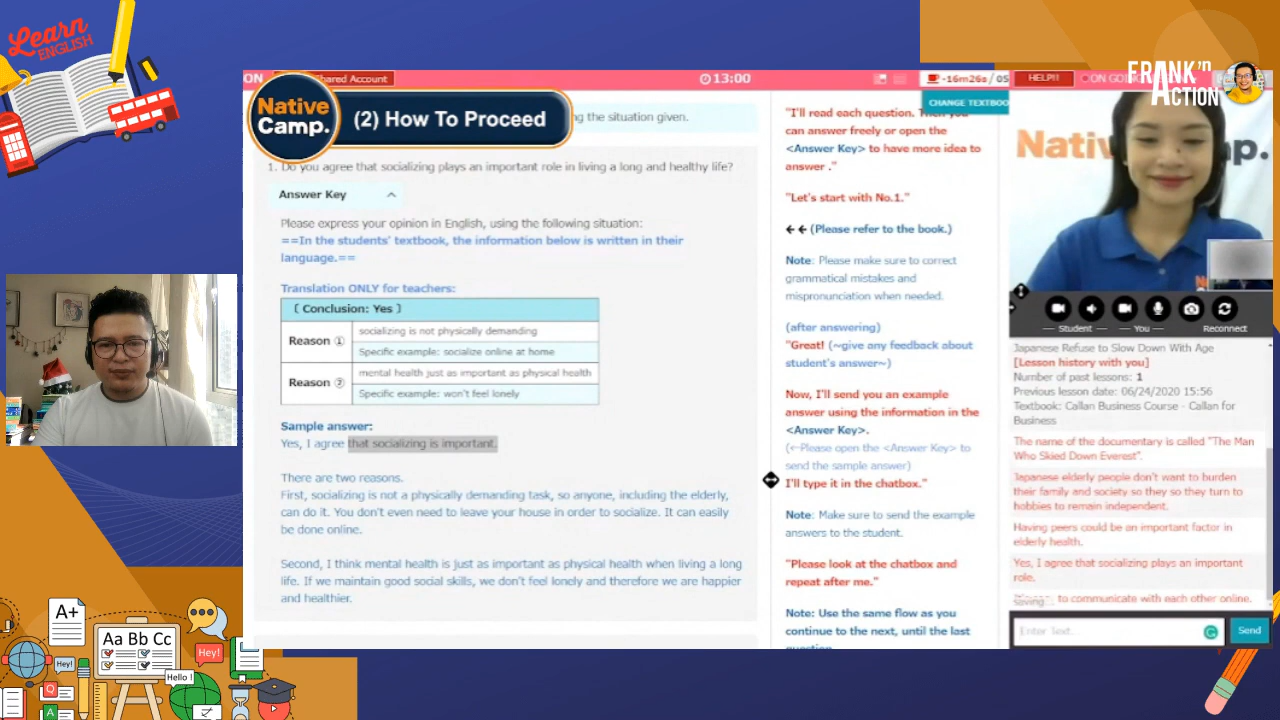 Learn
ENGLISH
A+
Aa Bb Cc
Hey!
Hey!
Hello !
Q
A
ON
Shared Account
13:00
-16m26s/ 05
HELP!!
FRANK'n
ACTION
Native
Camp.
(2) How To Proceed
ng the situation given.
1. Do you agree that socializing plays an important role in living a long and healthy life?
Answer Key
Please express your opinion in English, using the following situation:
==In the students' textbook, the information below is written in their
language.==
Translation ONLY for teachers:
〔 Conclusion: Yes 〕
Reason ①
socializing is not physically demanding
Specific example: socialize online at home
Reason ②
mental health just as important as physical health
Specific example: won't feel lonely
Sample answer:
Yes, I agree that socializing is important.
There are two reasons.
First, socializing is not a physically demanding task, so anyone, including the elderly,
can do it. You don't even need to leave your house in order to socialize. It can easily
be done online.
Second, I think mental health is just as important as physical health when living a long
life. If we maintain good social skills, we don't feel lonely and therefore we are happier
and healthier.
CHANGE TEXTBOO
"I'll read each question. Then you
can answer freely or open the
<Answer Key> to have more idea to
answer ."
"Let's start with No.1."
←← (Please refer to the book.)
Note: Please make sure to correct
grammatical mistakes and
mispronunciation when needed.
(after answering)
"Great! (~give any feedback about
student's answer~)
Now, I'll send you an example
answer using the information in the
<Answer Key>.
(←Please open the <Answer Key> to
send the sample answer)
I'll type it in the chatbox."
Note: Make sure to send the example
answers to the student.
"Please look at the chatbox and
repeat after me."
Note: Use the same flow as you
continue to the next, until the last
question
— Student —
— You —
Reconnect
Japanese Refuse to Slow Down With Age
[Lesson history with you]
Number of past lessons: 1
Previous lesson date: 06/24/2020 15:56
Textbook: Callan Business Course - Callan for
Business
The name of the documentary is called "The Man
Who Skied Down Everest".
Japanese elderly people don't want to burden
their family and society so they so they turn to
hobbies to remain independent.
Having peers could be an important factor in
elderly health.
Yes, I agree that socializing plays an important
role.
to communicate with each other online.
Enter text...
Send